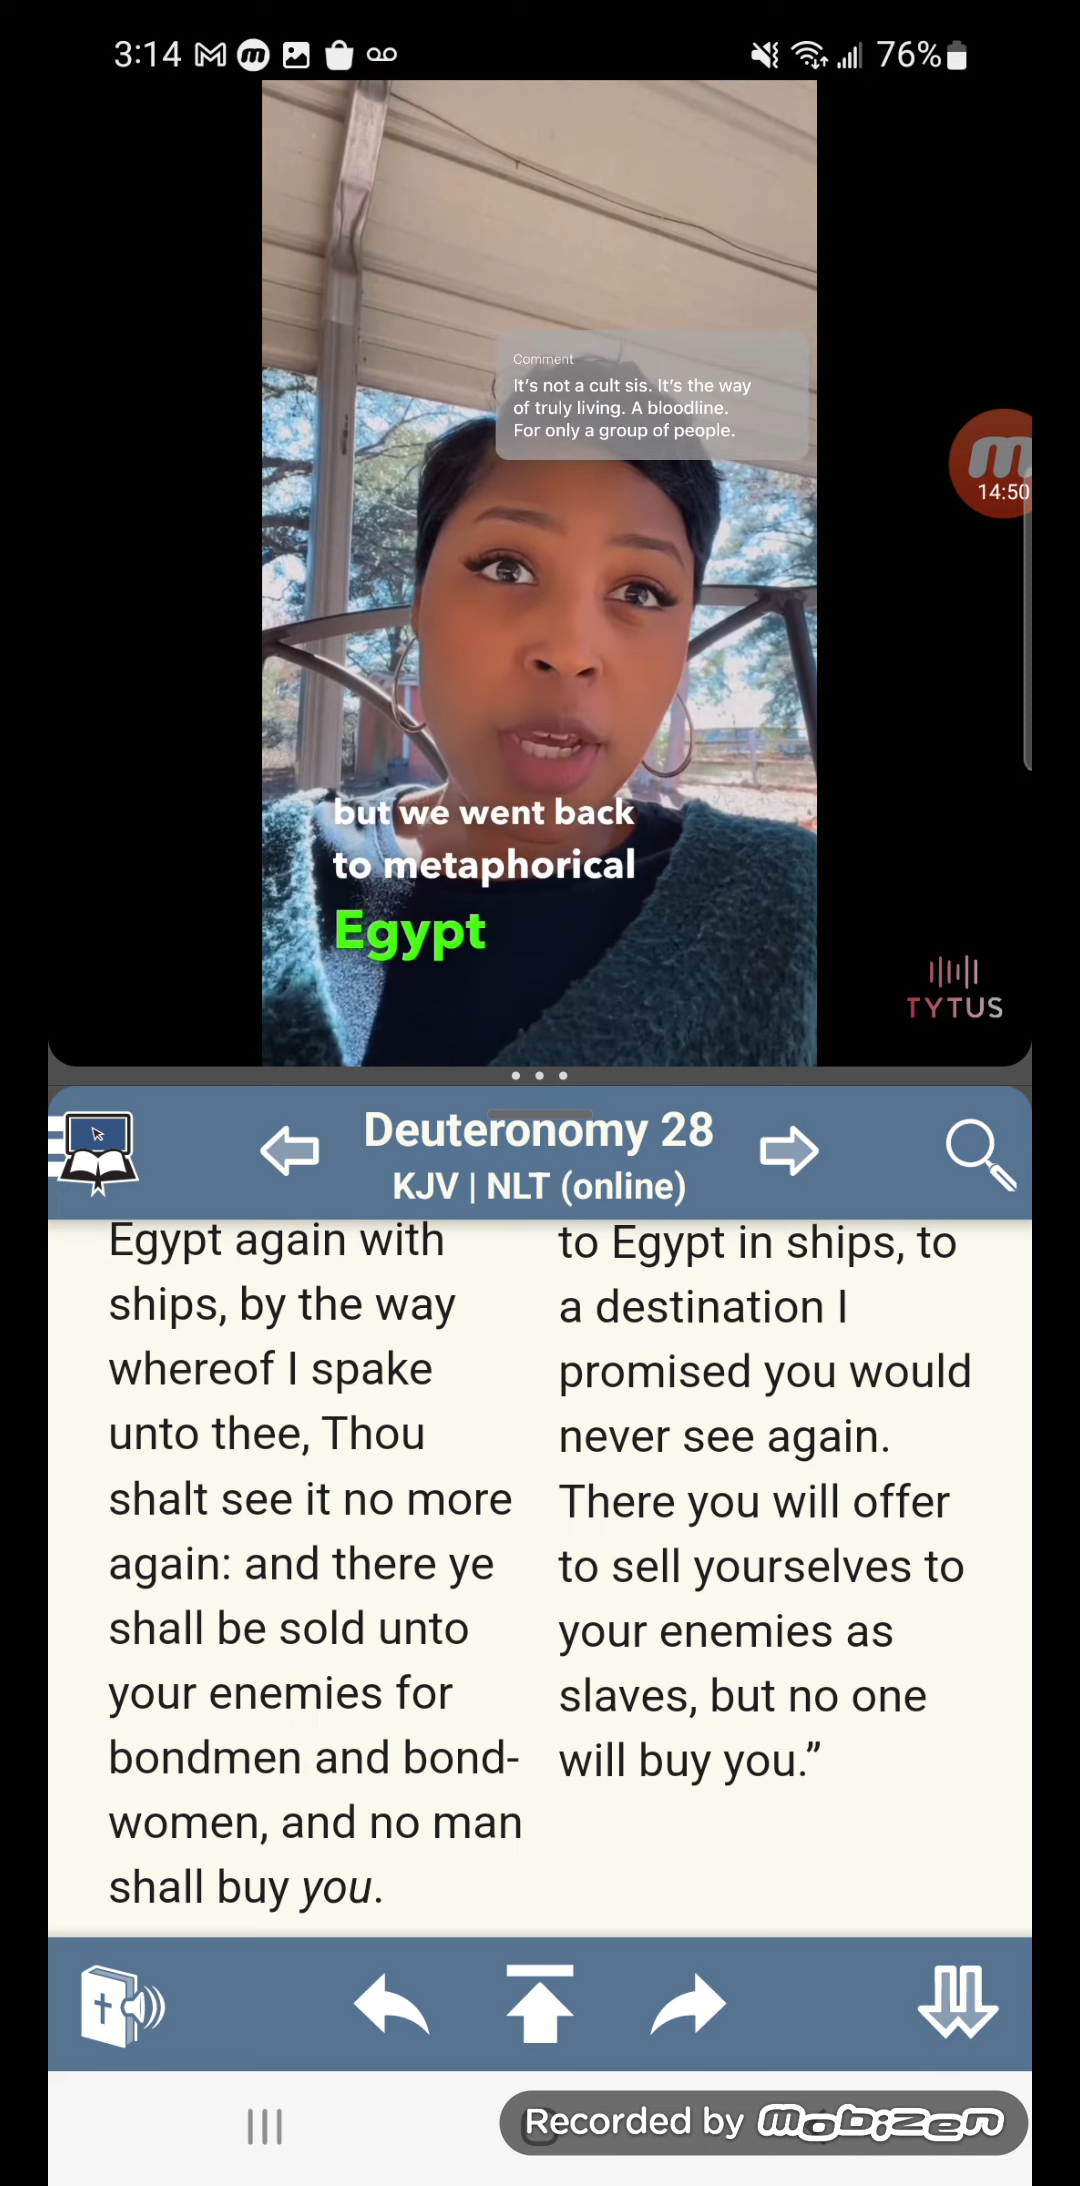 3:14
76%
Comment
It's not a cult sis. It's the way
of truly living. A bloodline.
For only a group of people.
m
14:50
but we went back
to metaphorical
Egypt
TYTUS
Deuteronomy 28
KJV | NLT (online)
Egypt again with
ships, by the way
whereof I spake
unto thee, Thou
shalt see it no more
again: and there ye
shall be sold unto
your enemies for
bondmen and bond-
women, and no man
shall buy you.
to Egypt in ships, to
a destination I
promised you would
never see again.
There you will offer
to sell yourselves to
your enemies as
slaves, but no one
will buy you.”
Recorded by mobizen